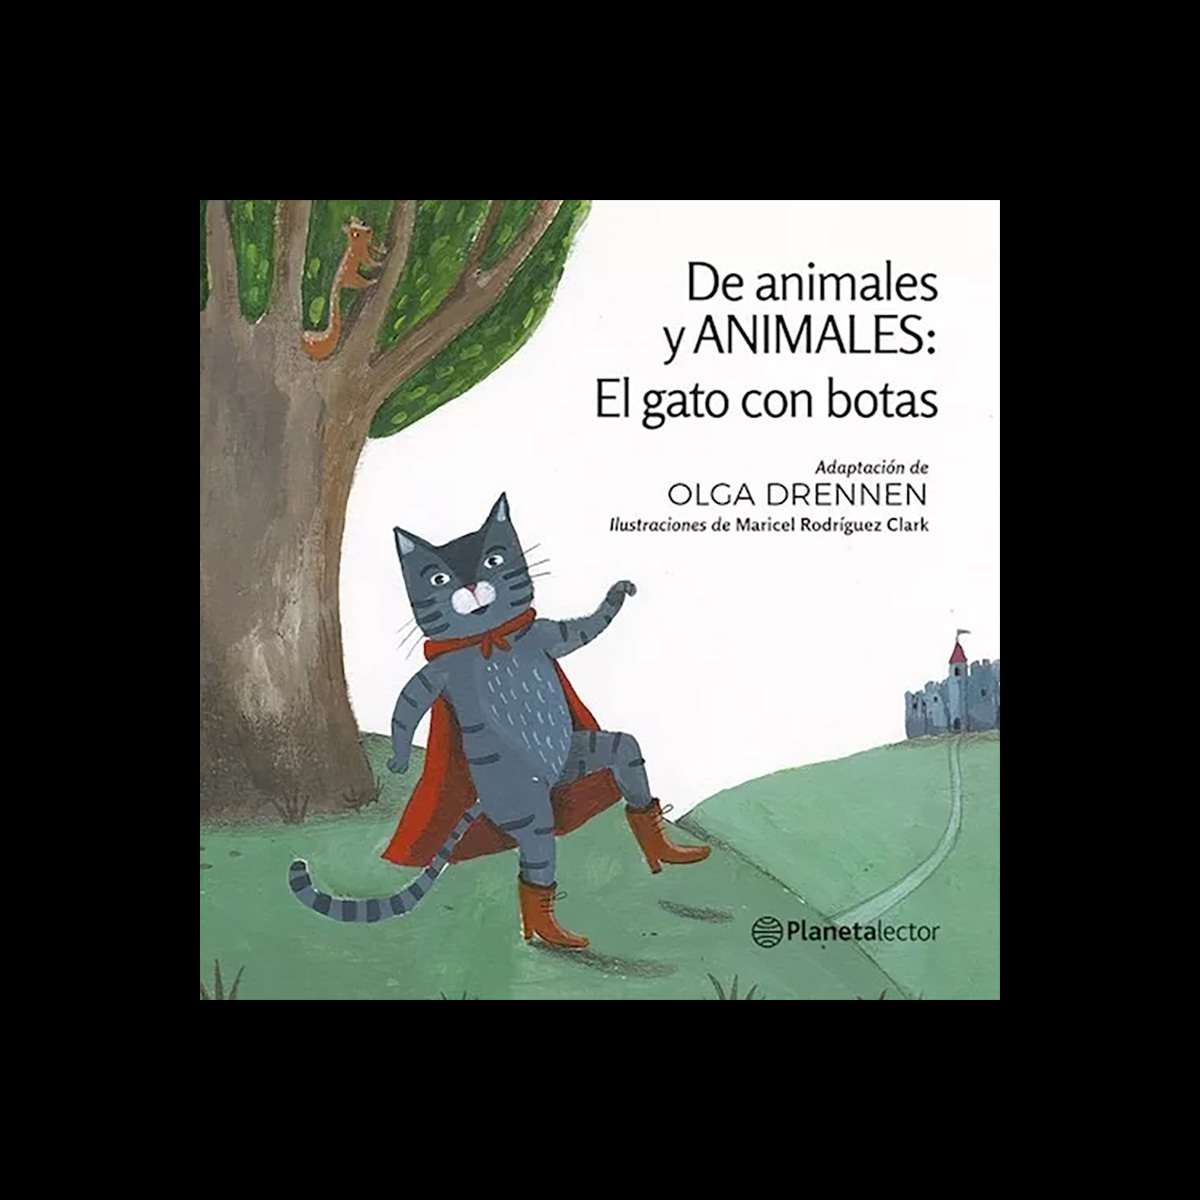 De animales
y ANIMALES:
El gato con botas
Adaptación de
OLGA DRENNEN
Ilustraciones de Maricel Rodríguez Clark
Planetalector